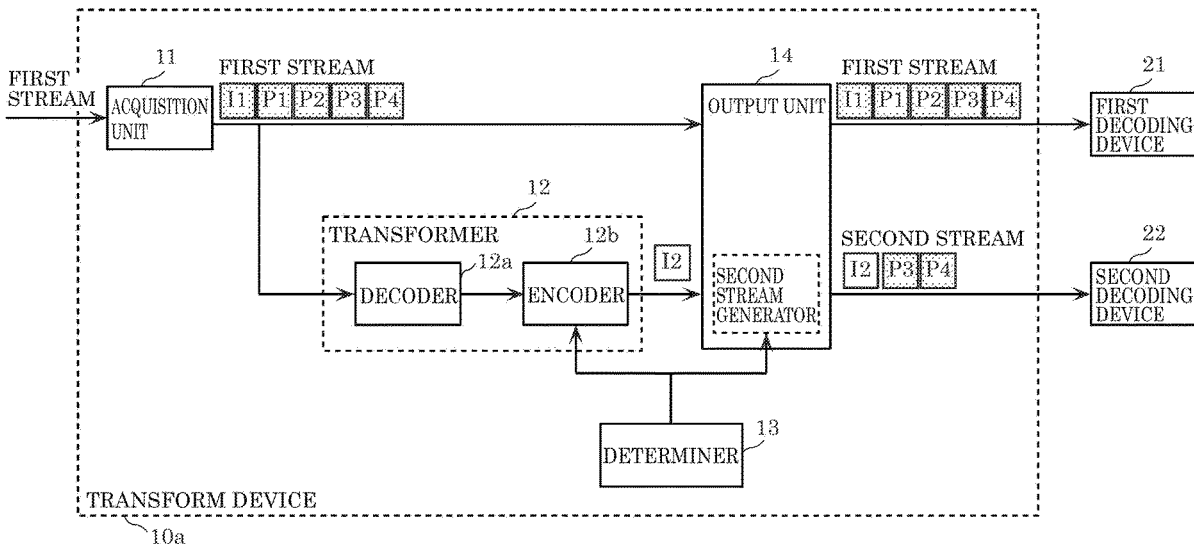 FIRST
STREAM
11
ACQUISITION
UNIT
FIRST STREAM
I1 P1 P2 P3 P4
14
OUTPUT UNIT
FIRST STREAM
I1 P1 P2 P3 P4
21
FIRST
DECODING
DEVICE
12
TRANSFORMER
12a
DECODER
12b
ENCODER
I2
SECOND
STREAM
GENERATOR
SECOND STREAM
I2 P3 P4
22
SECOND
DECODING
DEVICE
13
DETERMINER
TRANSFORM DEVICE
10a